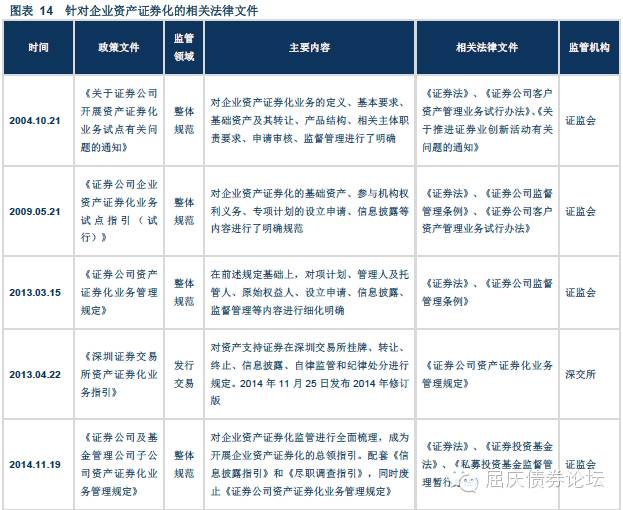 图表 14 针对企业资产证券化的相关法律文件
时间 政策文件 监管领域 主要内容 相关法律文件 监管机构
2004.10.21
《关于证券公司
开展资产证券化
业务试点有关问
题的通知》
整体
规范
对企业资产证券化业务的定义、基本要求、
基础资产及其转让、产品结构、相关主体职
责要求、申请审核、监督管理进行了明确
《证券法》、《证券公司客户
资产管理业务试行办法》、《关
于推进证券业创新活动有关
问题的通知》
证监会
2009.05.21
《证券公司企业
资产证券化业务
试点指引（试
行）》
整体
规范
对企业资产证券化的基础资产、参与机构权
利义务、专项计划的设立申请、信息披露等
内容进行了明确规范
《证券法》、《证券公司监督
管理条例》、《证券公司客户
资产管理业务试行办法》
证监会
2013.03.15
《证券公司资产
证券化业务管理
规定》
整体
规范
在前述规定基础上，对项计划、管理人及托
管人、原始权益人、设立申请、信息披露、
监督管理等内容进行细化明确
《证券法》、《证券公司监督
管理条例》
证监会
2013.04.22
《深圳证券交易
所资产证券化业
务指引》
发行
交易
对资产支持证券在深圳交易所挂牌、转让、
终止、信息披露、自律监管和纪律处分进行
规定。2014 年 11 月 25 日发布 2014 年修订
版
《证券公司资产证券化业务
管理规定》
深交所
2014.11.19
《证券公司及基
金管理公司子公
司资产证券化业
务管理规定》
整体
规范
对企业资产证券化监管进行全面梳理，成为
开展企业资产证券化的总领指引。配套《信
息披露指引》和《尽职调查指引》，同时废
止《证券公司资产证券化业务管理规定》
《证券法》、《证券投资基金
法》、《私募投资基金监督管
理暂行
证监会
屈庆债券论坛